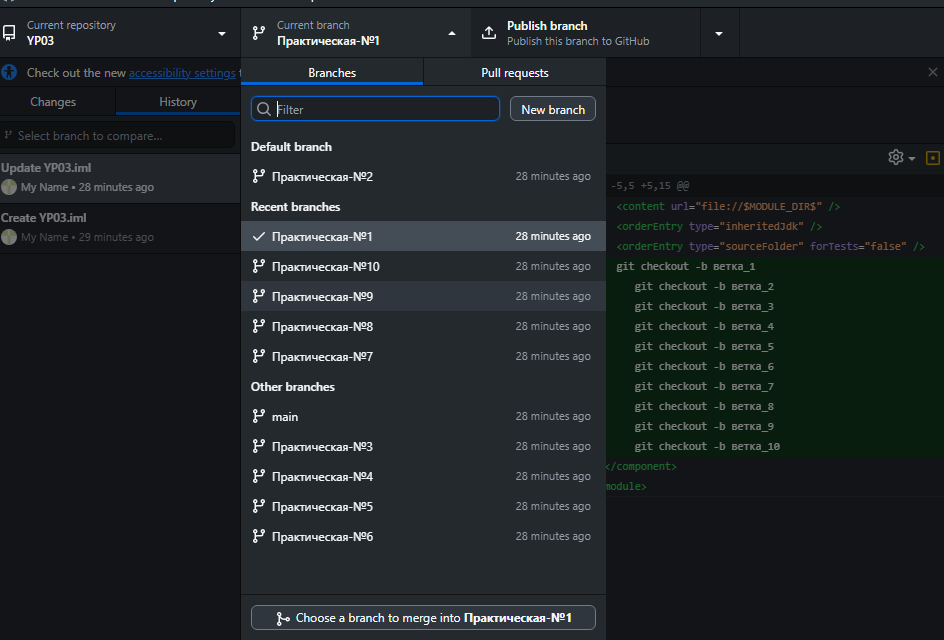 Current repository
YP03
Current branch
Практическая-№1
Publish branch
Publish this branch to GitHub
Check out the new accessibility settings t
Changes
History
Select branch to compare...
Update YP03.iml
My Name • 28 minutes ago
Create YP03.iml
My Name • 29 minutes ago
Branches
Pull requests
Filter
New branch
Default branch
Практическая-№2 28 minutes ago
Recent branches
Практическая-№1 28 minutes ago
Практическая-№10 28 minutes ago
Практическая-№9 28 minutes ago
Практическая-№8 28 minutes ago
Практическая-№7 28 minutes ago
Other branches
main 28 minutes ago
Практическая-№3 28 minutes ago
Практическая-№4 28 minutes ago
Практическая-№5 28 minutes ago
Практическая-№6 28 minutes ago
Choose a branch to merge into Практическая-№1
-5,5 +5,15 @@
<content url="file://$MODULE_DIR$" />
<orderEntry type="inheritedJdk" />
<orderEntry type="sourceFolder" forTests="false" />
git checkout -b ветка_1
git checkout -b ветка_2
git checkout -b ветка_3
git checkout -b ветка_4
git checkout -b ветка_5
git checkout -b ветка_6
git checkout -b ветка_7
git checkout -b ветка_8
git checkout -b ветка_9
git checkout -b ветка_10
</component>
module>